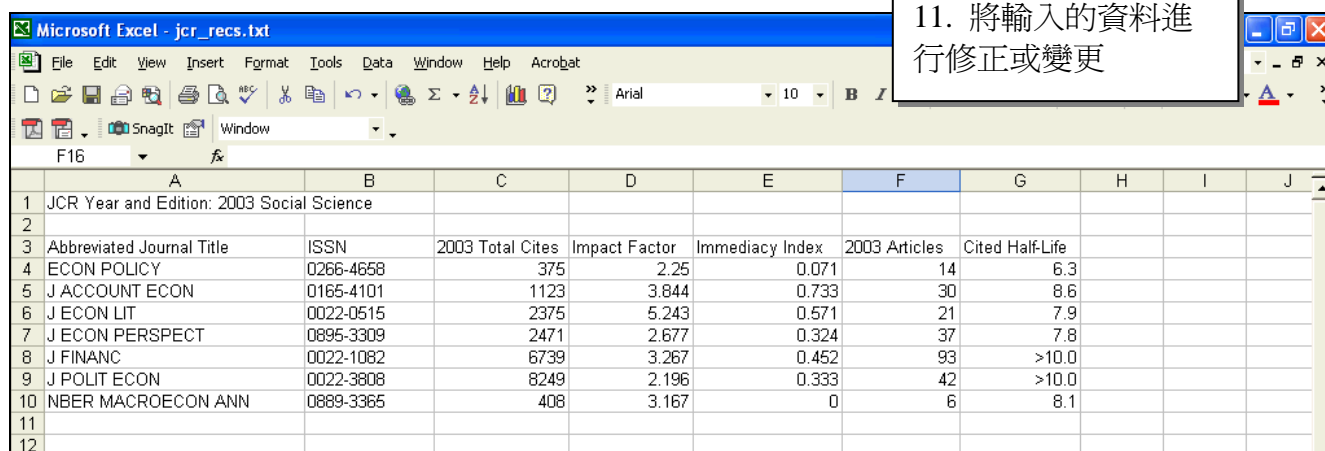 11. 將輸入的資料進
行修正或變更
Microsoft Excel - jcr_recs.txt
File Edit View Insert Format Tools Data Window Help Acrobat
Arial 10 B I A
SnagIt Window
F16 fx
A B C D E F G H I J
1 JCR Year and Edition: 2003 Social Science
2
3 Abbreviated Journal Title ISSN 2003 Total Cites Impact Factor Immediacy Index 2003 Articles Cited Half-Life
4 ECON POLICY 0266-4658 375 2.25 0.071 14 6.3
5 J ACCOUNT ECON 0165-4101 1123 3.844 0.733 30 8.6
6 J ECON LIT 0022-0515 2375 5.243 0.571 21 7.9
7 J ECON PERSPECT 0895-3309 2471 2.677 0.324 37 7.8
8 J FINANC 0022-1082 6739 3.267 0.452 93 >10.0
9 J POLIT ECON 0022-3808 8249 2.196 0.333 42 >10.0
10 NBER MACROECON ANN 0889-3365 408 3.167 0 6 8.1
11
12